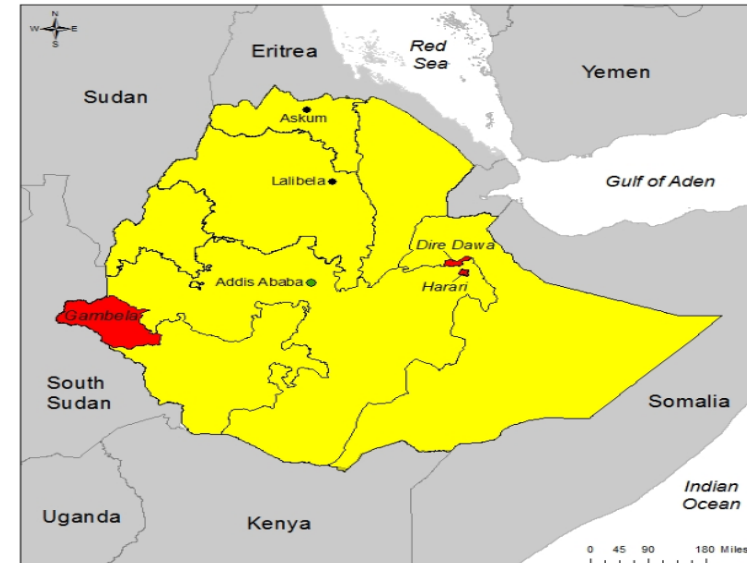 N
W E
S
Eritrea
Red
Sea
Yemen
Sudan
Askum
Lalibela
Gulf of Aden
Dire Dawa
Addis Ababa
Harari
Gambela
South
Sudan
Somalia
Indian
Ocean
Uganda
Kenya
0 45 90 180 Miles